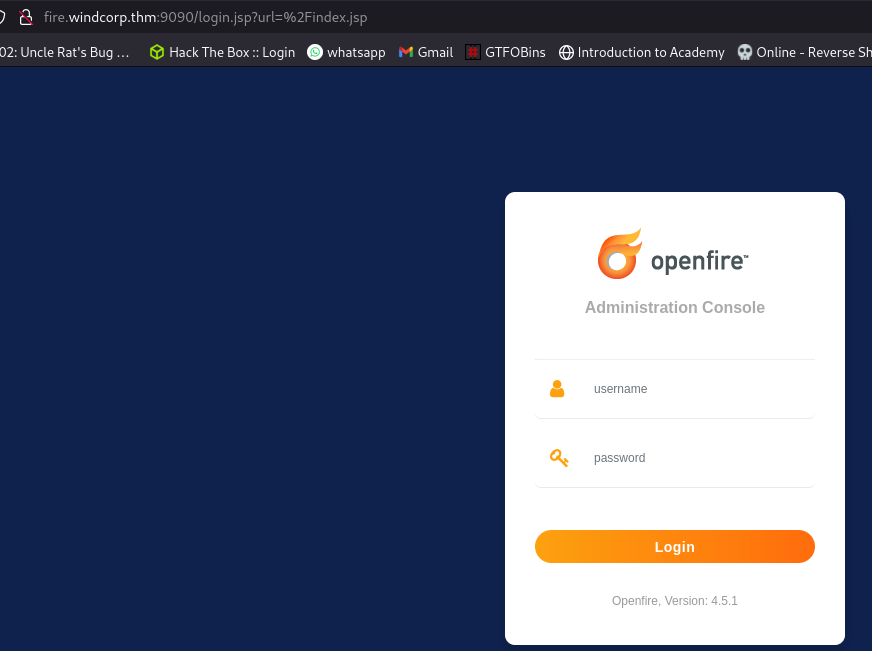 fire.windcorp.thm:9090/login.jsp?url=%2Findex.jsp
02: Uncle Rat's Bug … Hack The Box :: Login whatsapp Gmail GTFOBins Introduction to Academy Online - Reverse Sh
openfire™
Administration Console
username
password
Login
Openfire, Version: 4.5.1